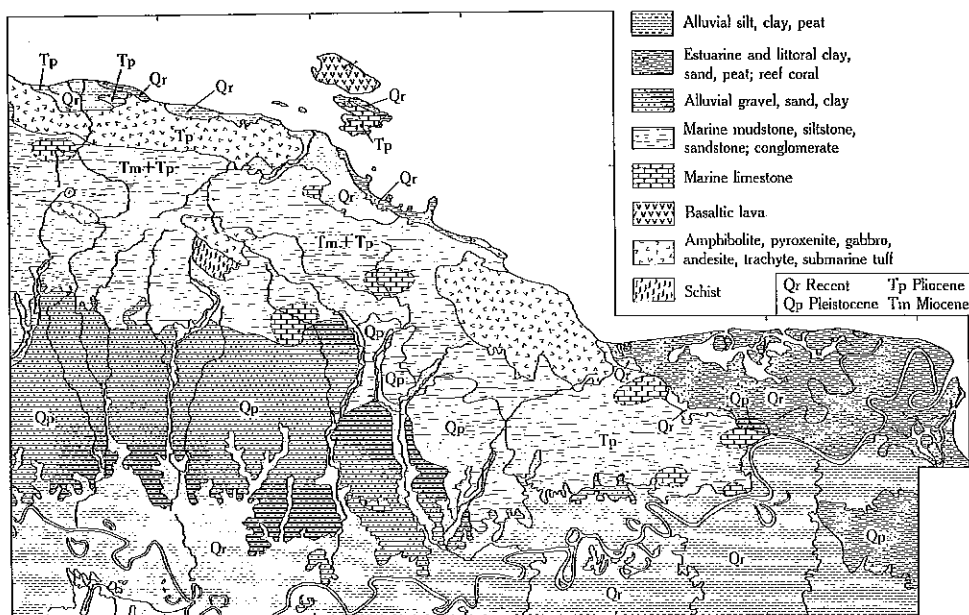 Alluvial silt, clay, peat
Estuarine and littoral clay,
sand, peat; reef coral
Alluvial gravel, sand, clay
Marine mudstone, siltstone,
sandstone; conglomerate
Marine limestone
Basaltic lava
Amphibolite, pyroxenite, gabbro,
andesite, trachyte, submarine tuff
Schist
Qr Recent Tp Pliocene
Qp Pleistocene Tm Miocene
Tp
Tp
Qr
Qr
Qr
Qr
Tp
Tp
Tm+Tp
Qr
Qr
Tm+Tp
Qp
Qp
Qp
Qp
Qp
Qr
Qp
Qr
Qr
Tp
Qr
Qr
Qp
Qr